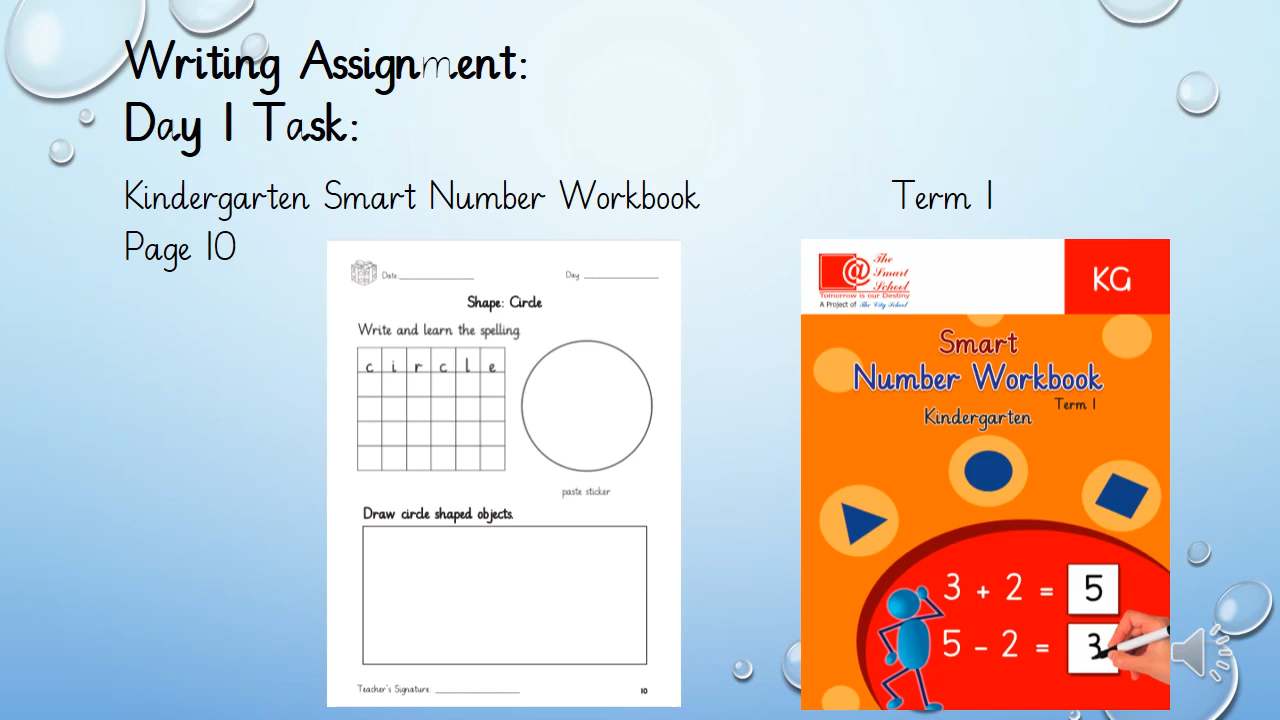 Writing Assignment:
Day 1 Task:
Kindergarten Smart Number Workbook
Term 1
Page 10
Date
Day
Shape: Circle
Write and learn the spelling.
c i r c l e
paste sticker
Draw circle shaped objects.
Teacher's Signature:
10
The
Smart
School
Tomorrow is our Destiny
A Project of The City School
KG
Smart
Number Workbook
Term 1
Kindergarten
3 + 2 = 5
5 - 2 = 3